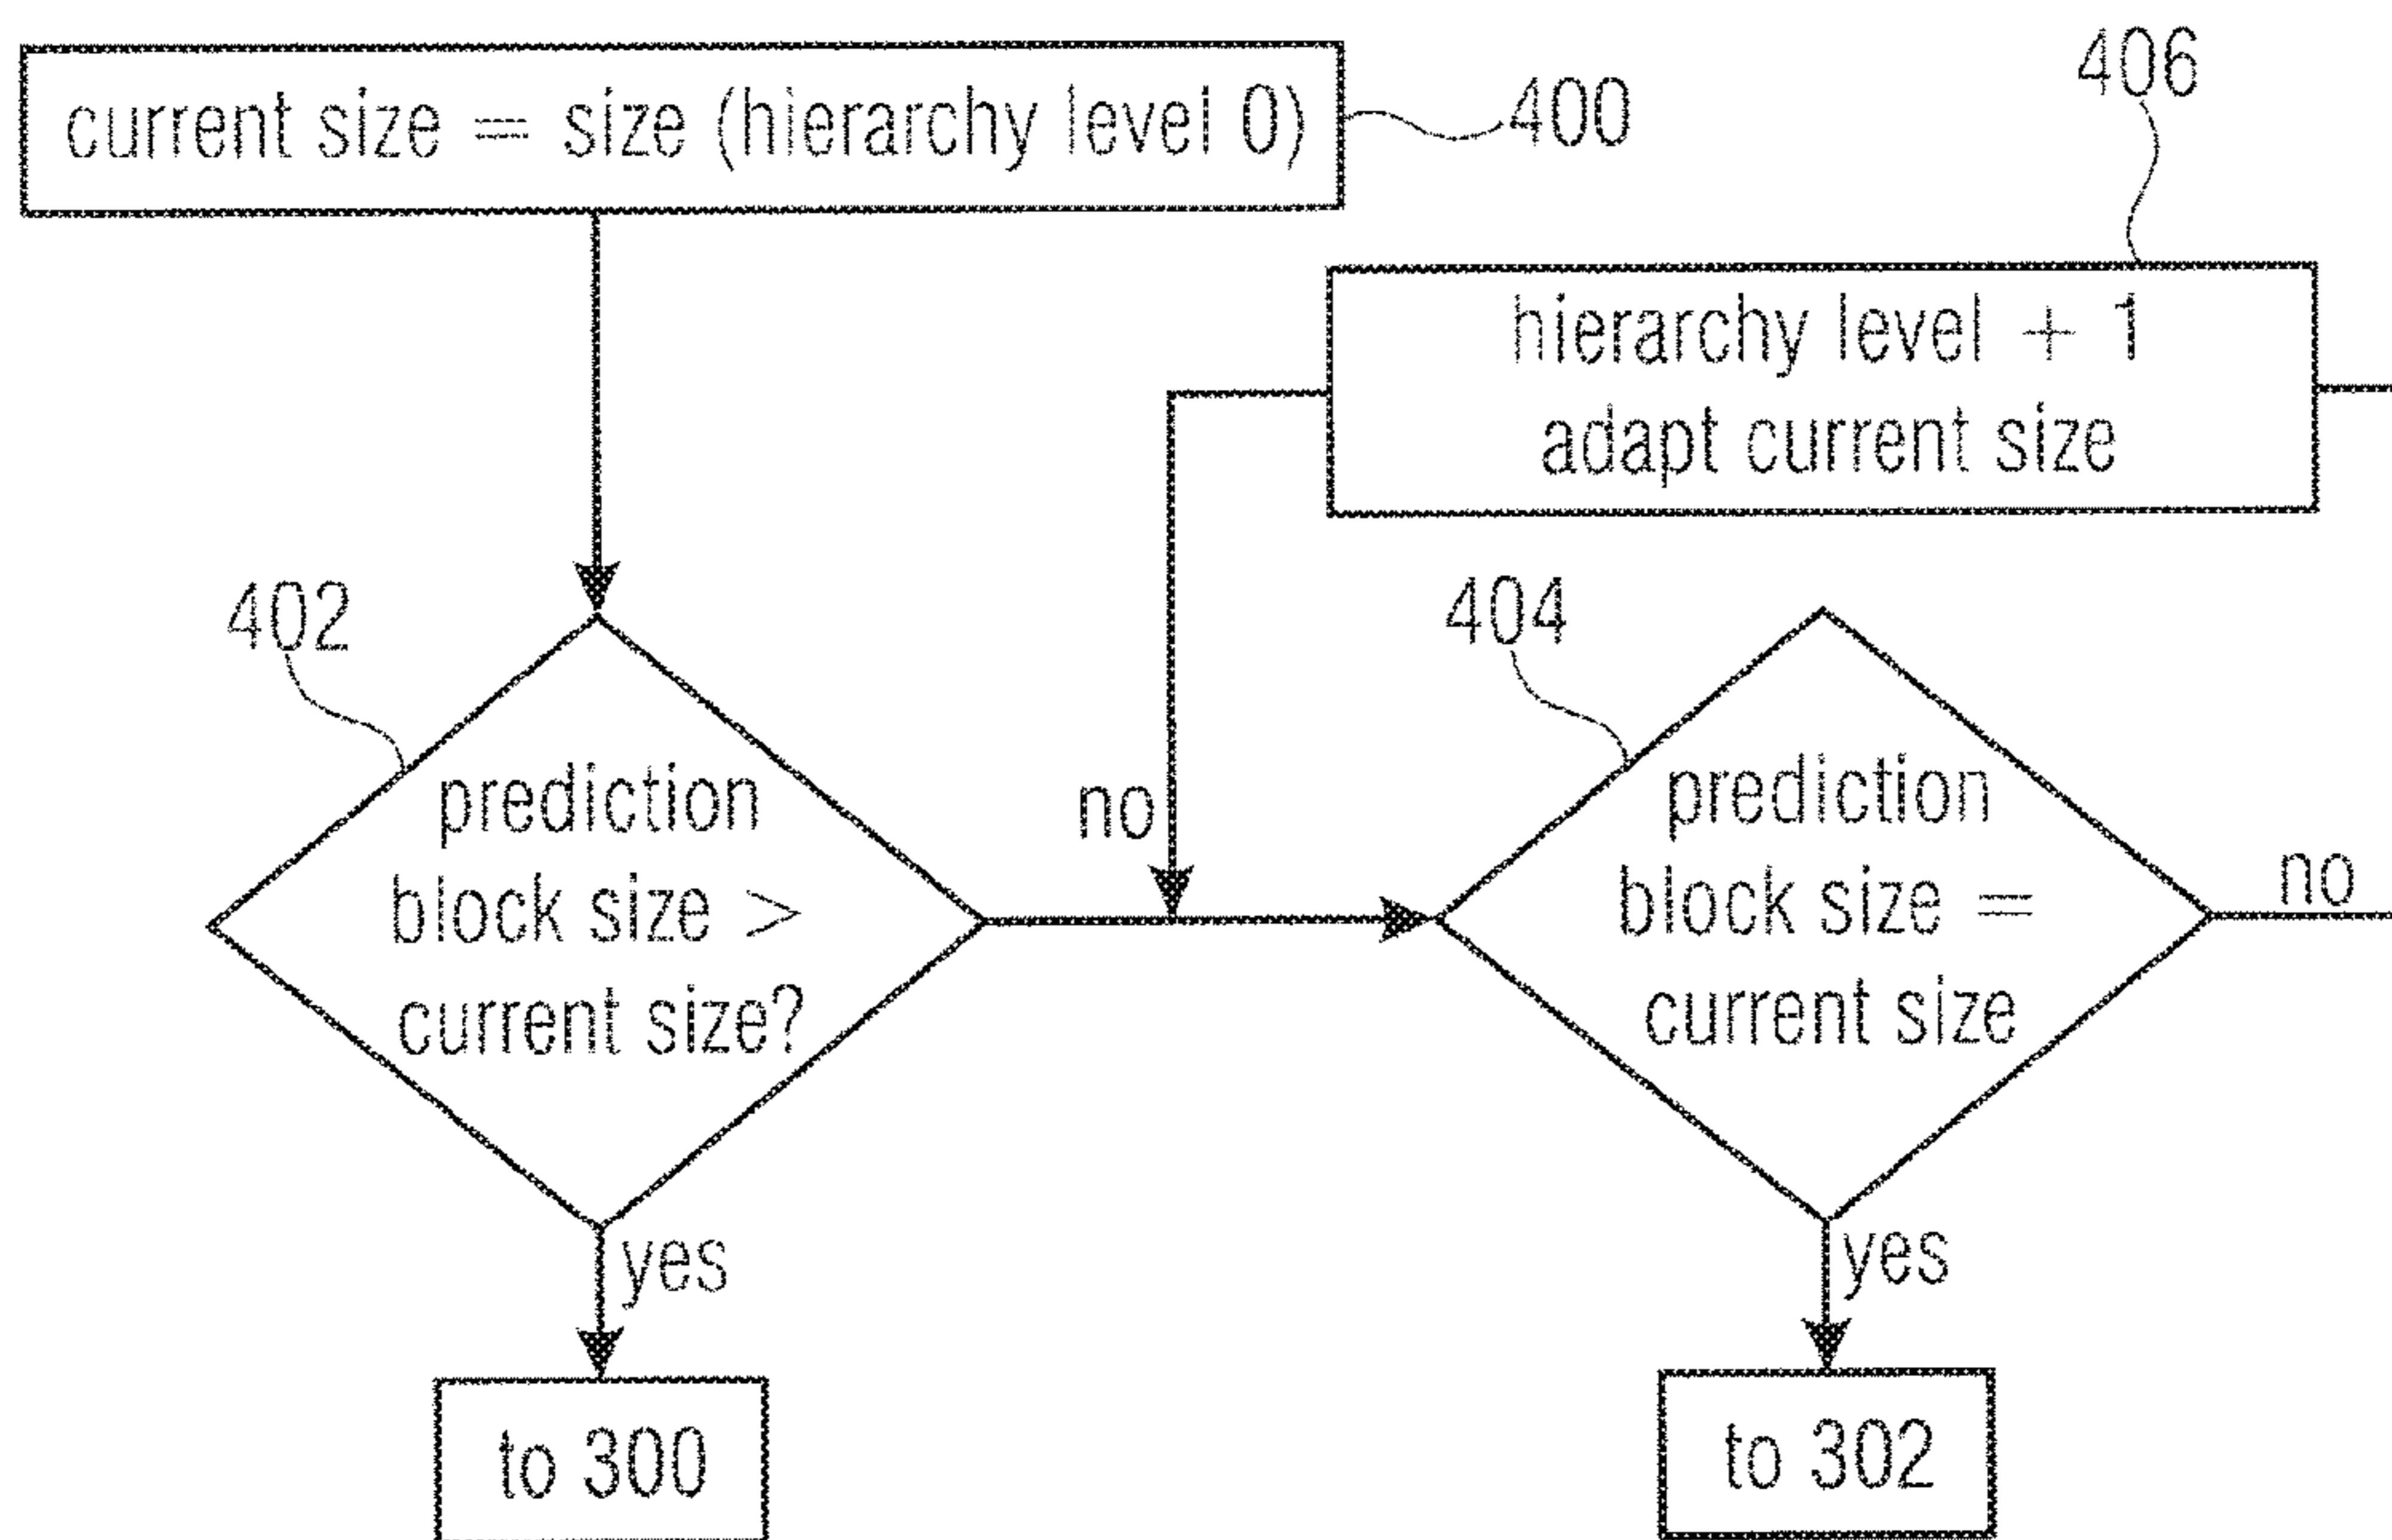 current size = size (hierarchy level 0)
400
406
hierarchy level + 1
adapt current size
402
404
prediction
block size >
current size?
no
prediction
block size =
current size
no
yes
yes
to 300
to 302